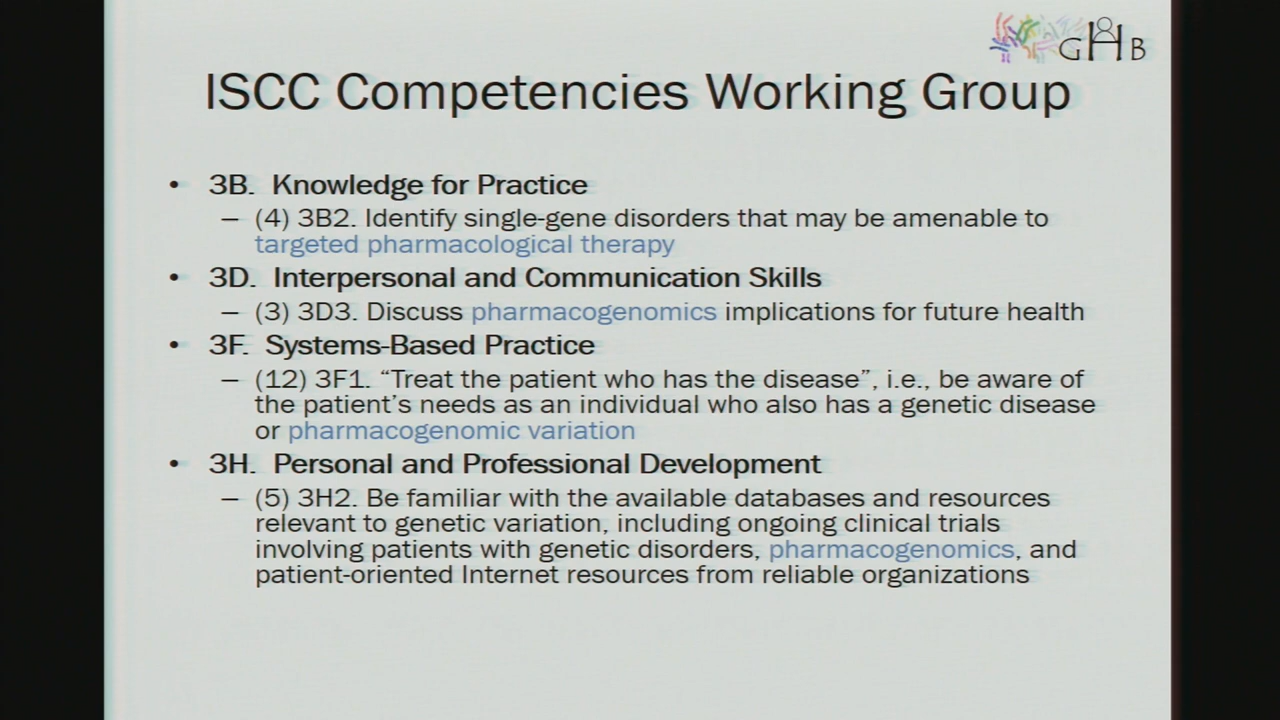 GHB
ISCC Competencies Working Group
• 3B. Knowledge for Practice
– (4) 3B2. Identify single-gene disorders that may be amenable to
targeted pharmacological therapy
• 3D. Interpersonal and Communication Skills
– (3) 3D3. Discuss pharmacogenomics implications for future health
• 3F. Systems-Based Practice
– (12) 3F1. “Treat the patient who has the disease”, i.e., be aware of
the patient’s needs as an individual who also has a genetic disease
or pharmacogenomic variation
• 3H. Personal and Professional Development
– (5) 3H2. Be familiar with the available databases and resources
relevant to genetic variation, including ongoing clinical trials
involving patients with genetic disorders, pharmacogenomics, and
patient-oriented Internet resources from reliable organizations